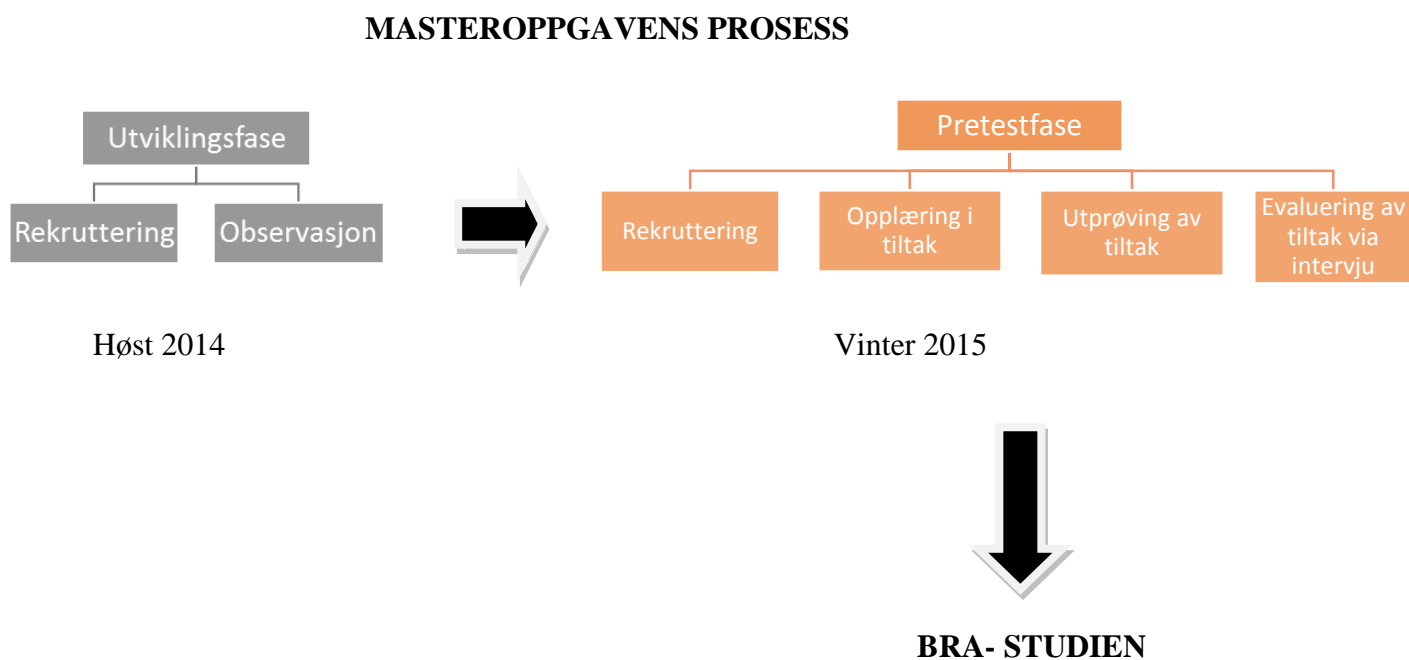 MASTEROPPGAVENS PROSESS
Utviklingsfase
Rekruttering
Observasjon
Høst 2014
Pretestfase
Rekruttering
Opplæring i
tiltak
Utprøving av
tiltak
Evaluering av
tiltak via
intervju
Vinter 2015
BRA- STUDIEN